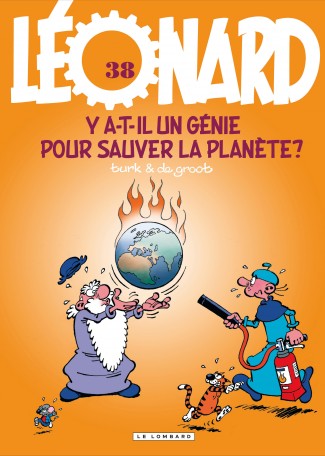 LÉONARD
38
Y A-T-IL UN GÉNIE
POUR SAUVER LA PLANÈTE?
turk & de groot
LE LOMBARD